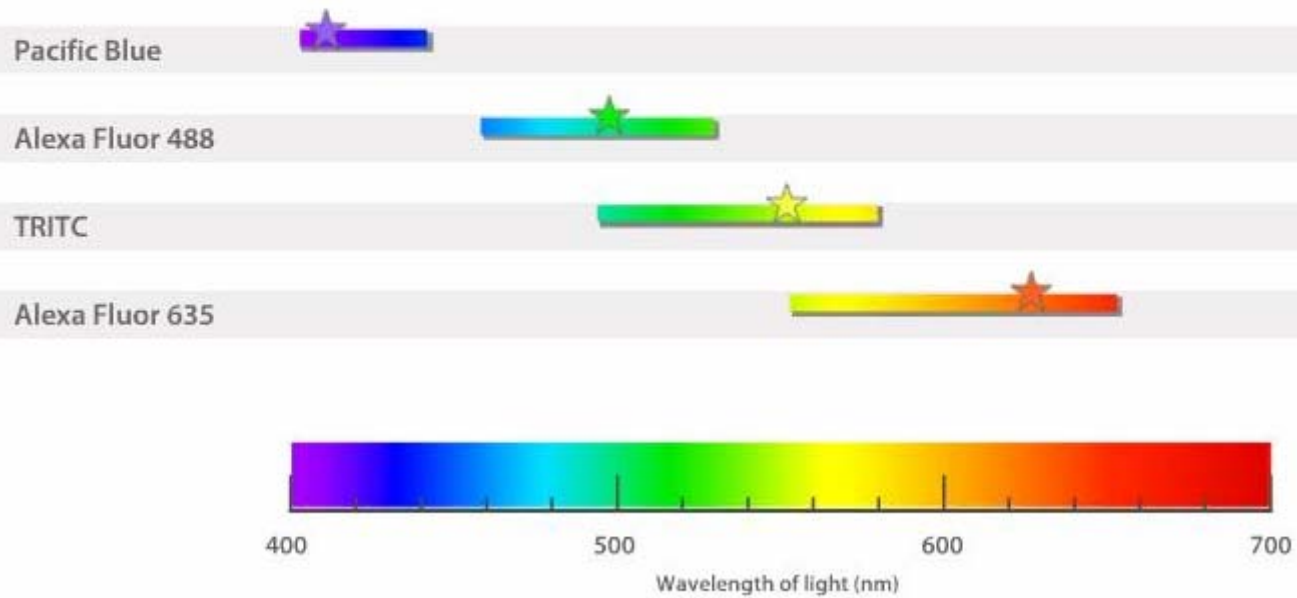 Pacific Blue
Alexa Fluor 488
TRITC
Alexa Fluor 635
400 500 600 700
Wavelength of light (nm)